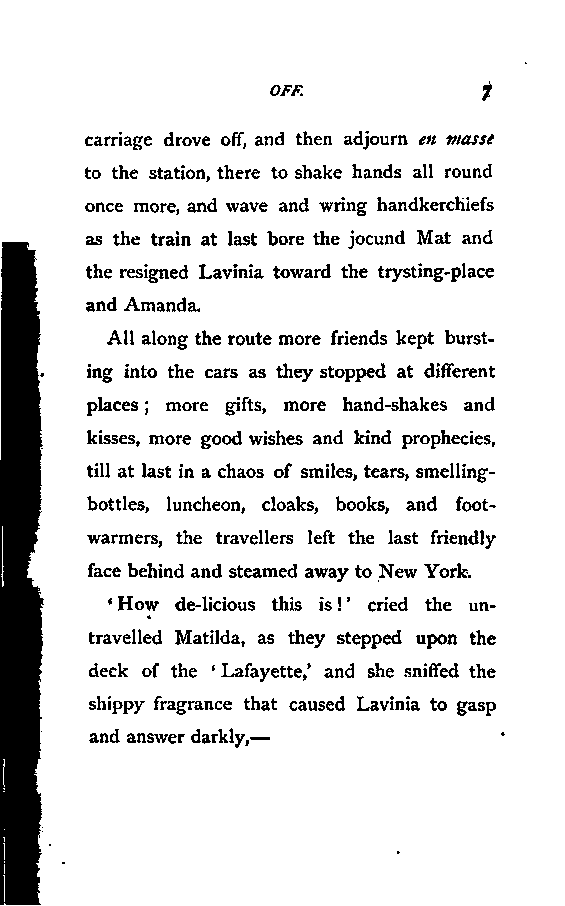 OFF. 7
carriage drove off, and then adjourn en masse
to the station, there to shake hands all round
once more, and wave and wring handkerchiefs
as the train at last bore the jocund Mat and
the resigned Lavinia toward the trysting-place
and Amanda.
All along the route more friends kept burst-
ing into the cars as they stopped at different
places ; more gifts, more hand-shakes and
kisses, more good wishes and kind prophecies,
till at last in a chaos of smiles, tears, smelling-
bottles, luncheon, cloaks, books, and foot-
warmers, the travellers left the last friendly
face behind and steamed away to New York.
‘How de-licious this is!’ cried the un-
travelled Matilda, as they stepped upon the
deck of the ‘Lafayette,’ and she sniffed the
shippy fragrance that caused Lavinia to gasp
and answer darkly,—